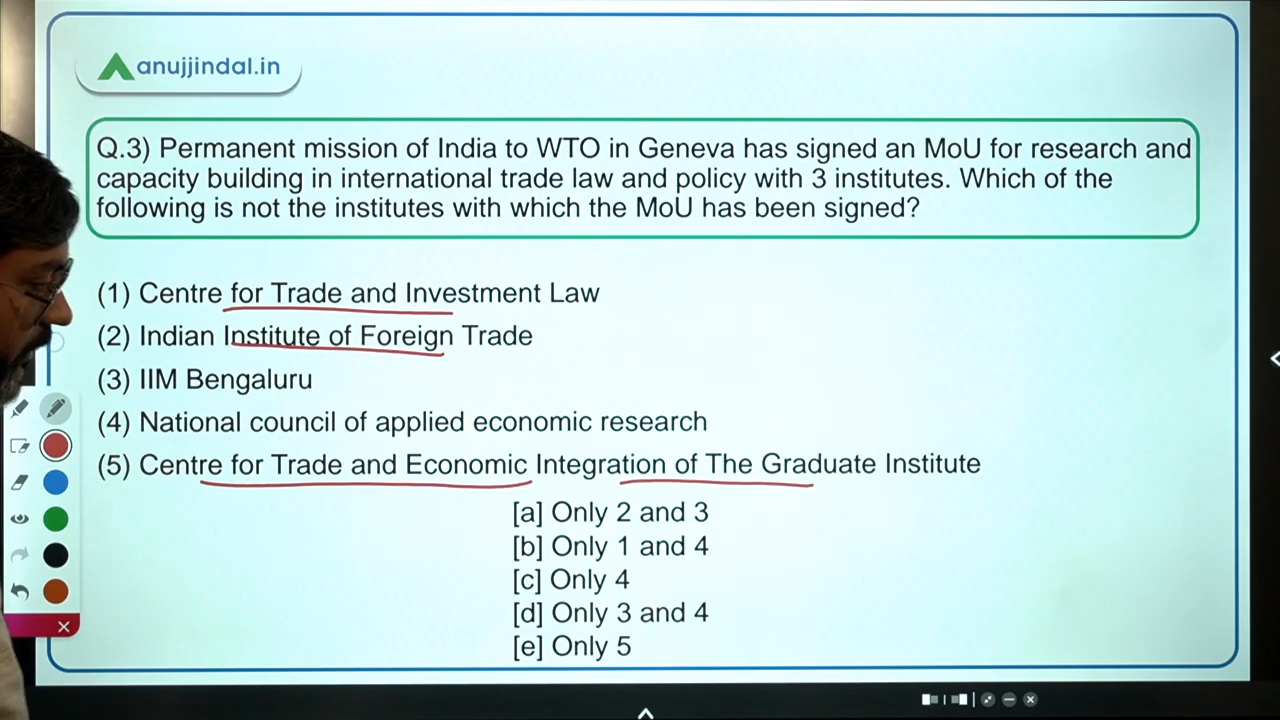 anujjindal.in
Q.3) Permanent mission of India to WTO in Geneva has signed an MoU for research and
capacity building in international trade law and policy with 3 institutes. Which of the
following is not the institutes with which the MoU has been signed?
(1) Centre for Trade and Investment Law
(2) Indian Institute of Foreign Trade
(3) IIM Bengaluru
(4) National council of applied economic research
(5) Centre for Trade and Economic Integration of The Graduate Institute
[a] Only 2 and 3
[b] Only 1 and 4
[c] Only 4
[d] Only 3 and 4
[e] Only 5